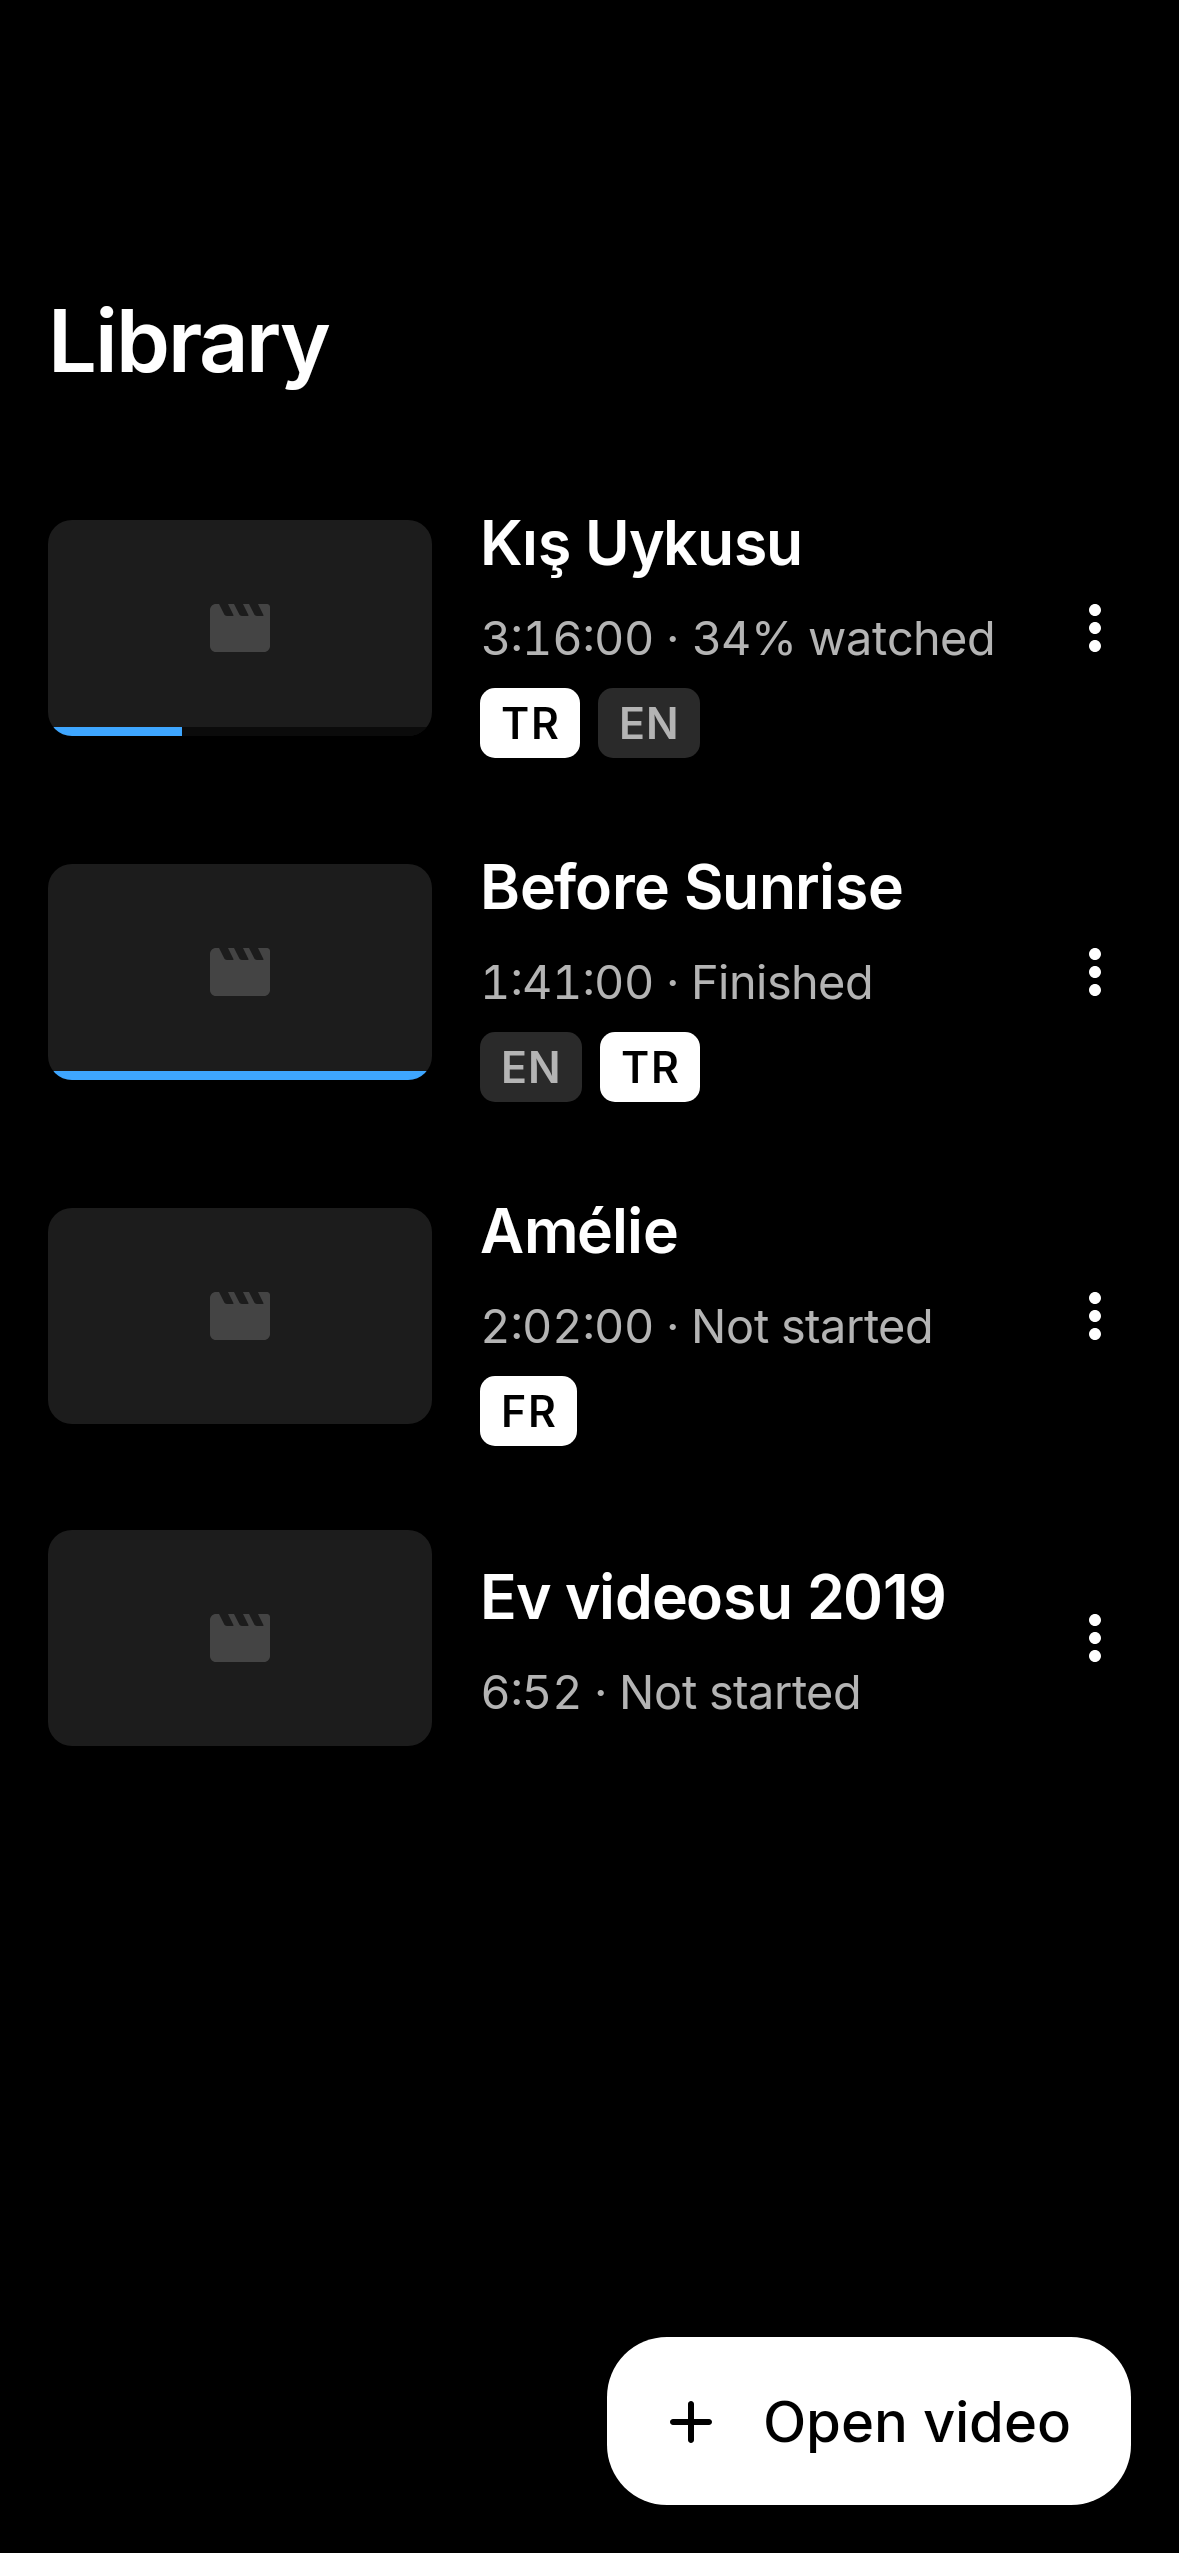 Library
Kış Uykusu
3:16:00 · 34% watched
TR EN
Before Sunrise
1:41:00 · Finished
EN TR
Amélie
2:02:00 · Not started
FR
Ev videosu 2019
6:52 · Not started
+ Open video